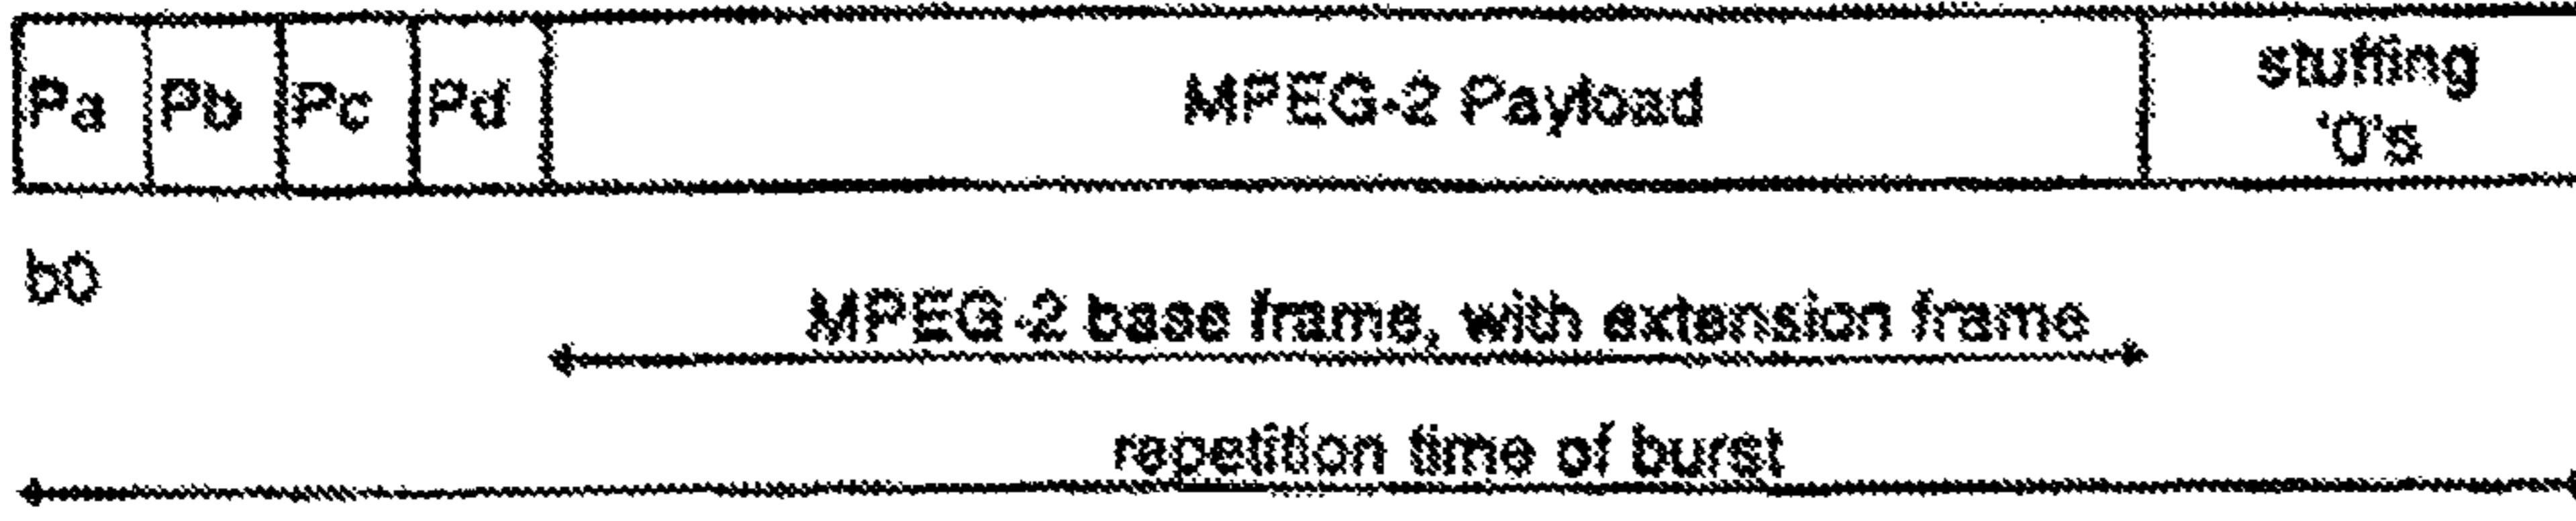 Pa Pb Pc Pd MPEG-2 Payload stuffing
'0's
b0
MPEG-2 base frame, with extension frame
repetition time of burst